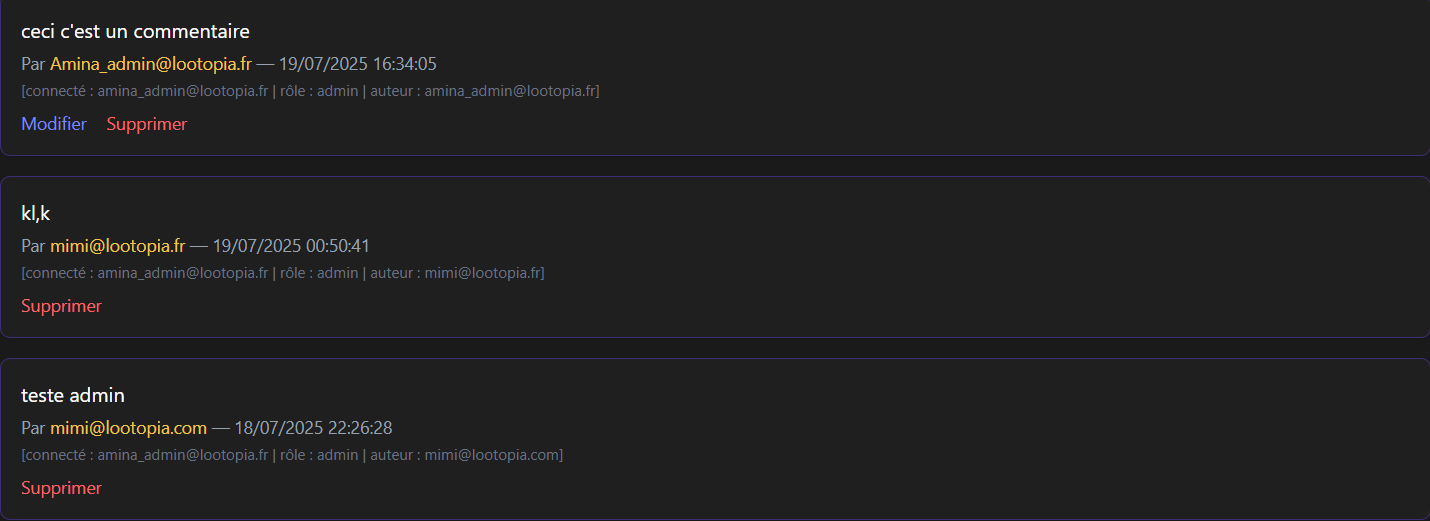 ceci c'est un commentaire
Par Amina_admin@lootopia.fr — 19/07/2025 16:34:05
[connecté : amina_admin@lootopia.fr | rôle : admin | auteur : amina_admin@lootopia.fr]
Modifier Supprimer
kl,k
Par mimi@lootopia.fr — 19/07/2025 00:50:41
[connecté : amina_admin@lootopia.fr | rôle : admin | auteur : mimi@lootopia.fr]
Supprimer
teste admin
Par mimi@lootopia.com — 18/07/2025 22:26:28
[connecté : amina_admin@lootopia.fr | rôle : admin | auteur : mimi@lootopia.com]
Supprimer